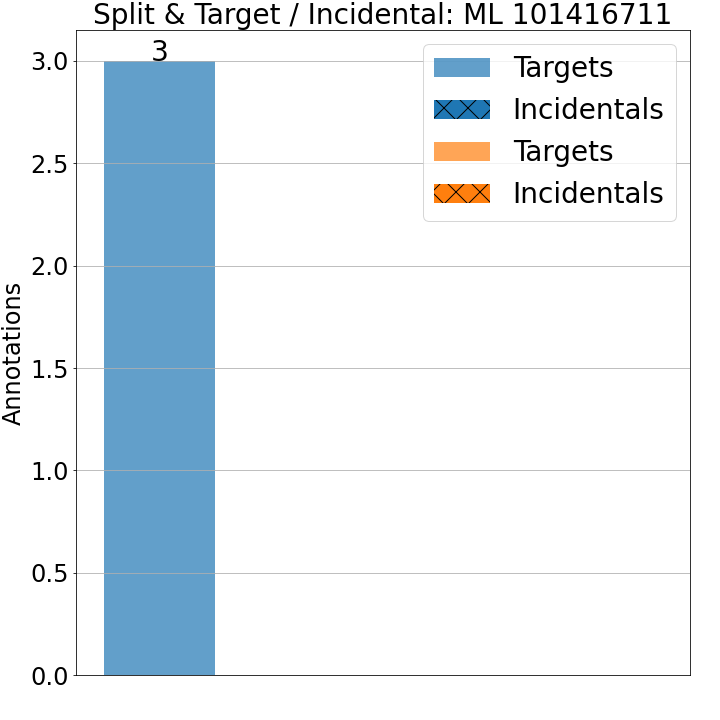 Split & Target / Incidental: ML 101416711
3
Targets
Incidentals
Targets
Incidentals
3.0
2.5
2.0
1.5
1.0
0.5
0.0
Annotations